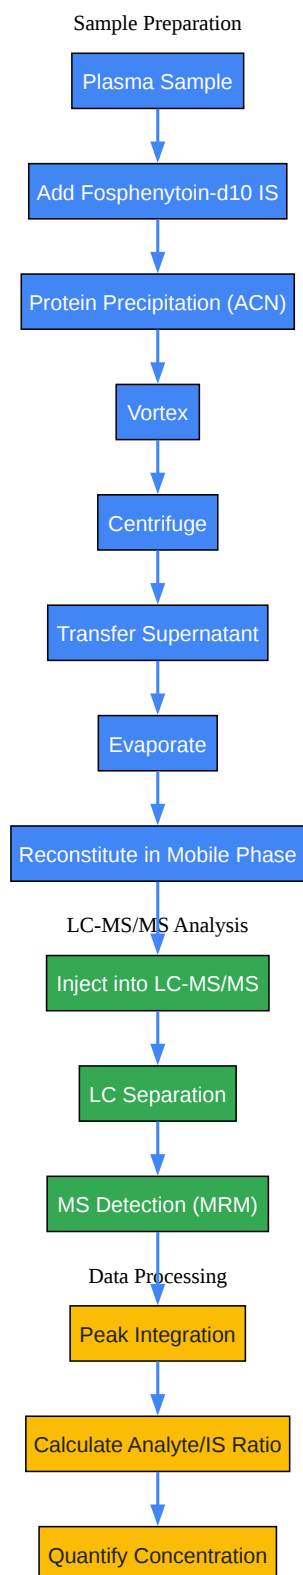 Sample Preparation
Plasma Sample
Add Fosphenytoin-d10 IS
Protein Precipitation (ACN)
Vortex
Centrifuge
Transfer Supernatant
Evaporate
Reconstitute in Mobile Phase
LC-MS/MS Analysis
Inject into LC-MS/MS
LC Separation
MS Detection (MRM)
Data Processing
Peak Integration
Calculate Analyte/IS Ratio
Quantify Concentration